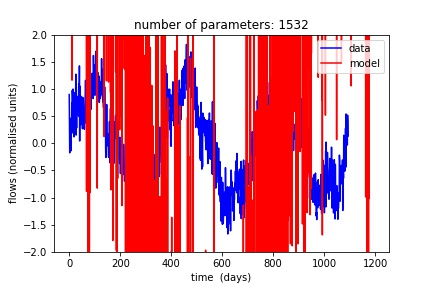 number of parameters: 1532
data
model
flows (normalised units)
2.0
1.5
1.0
0.5
0.0
−0.5
−1.0
−1.5
−2.0
0 200 400 600 800 1000 1200
time (days)